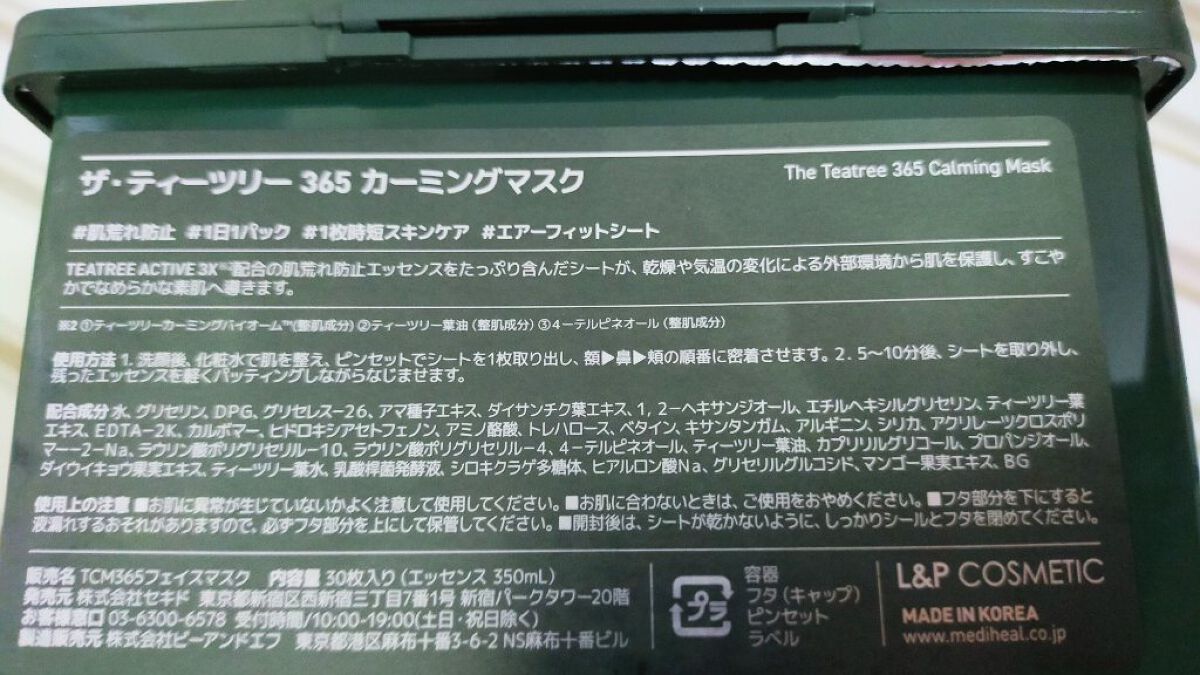 ザ・ティーツリー 365 カーミングマスク
The Teatree 365 Calming Mask
#肌荒れ防止 #1日1パック #1枚時短スキンケア #エアーフィットシート
TEATREE ACTIVE 3X※2配合の肌荒れ防止エッセンスをたっぷり含んだシートが、乾燥や気温の変化による外部環境から肌を保護し、すこや
かでなめらかな素肌へ導きます。
※2 ①ティーツリーカーミングバイオーム™(整肌成分) ②ティーツリー葉油 (整肌成分) ③4ーテルピネオール (整肌成分)
使用方法 1. 洗顔後、化粧水で肌を整え、ピンセットでシートを1枚取り出し、額▶鼻▶頬の順番に密着させます。2. 5〜10分後、シートを取り外し、
残ったエッセンスを軽くパッティングしながらなじませます。
配合成分 水、グリセリン、DPG、グリセレス-26、アマ種子エキス、ダイサンチク葉エキス、1, 2-ヘキサンジオール、エチルヘキシルグリセリン、ティーツリー葉
エキス、EDTA-2K、カルボマー、ヒドロキシアセトフェノン、アミノ酪酸、トレハロース、ベタイン、キサンタンガム、アルギニン、シリカ、アクリレーツクロスポリ
マー-2-Na、ラウリン酸ポリグリセリル-10、ラウリン酸ポリグリセリル-4、4-テルピネオール、ティーツリー葉油、カプリリルグリコール、プロパンジオール、
ダイウイキョウ果実エキス、ティーツリー葉水、乳酸桿菌発酵液、シロキクラゲ多糖体、ヒアルロン酸Na、グリセリルグルコシド、マンゴー果実エキス、BG
使用上の注意 ■お肌に異常が生じていないかよく注意して使用してください。■お肌に合わないときは、ご使用をおやめください。■フタ部分を下にすると
液漏れするおそれがありますので、必ずフタ部分を上にして保管してください。■開封後は、シートが乾かないように、しっかりシールとフタを閉めてください。
販売名 TCM365フェイスマスク 内容量 30枚入り (エッセンス 350mL)
発売元 株式会社セキド 東京都新宿区西新宿三丁目7番1号 新宿パークタワー20階
お客様窓口 03-6300-6578 受付時間/10:00-19:00(土日・祝日除く)
製造販売元 株式会社ビーアンドエフ 東京都港区麻布十番3-6-2 NS麻布十番ビル
プラ
容器
フタ (キャップ)
ピンセット
ラベル
L&P COSMETIC
MADE IN KOREA
www.mediheal.co.jp